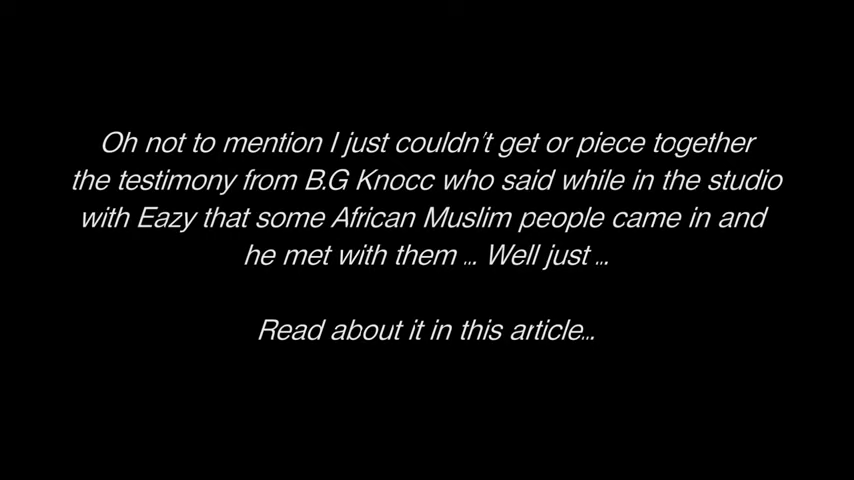 Oh not to mention I just couldn't get or piece together
the testimony from B.G Knocc who said while in the studio
with Eazy that some African Muslim people came in and
he met with them ... Well just ...
Read about it in this article...